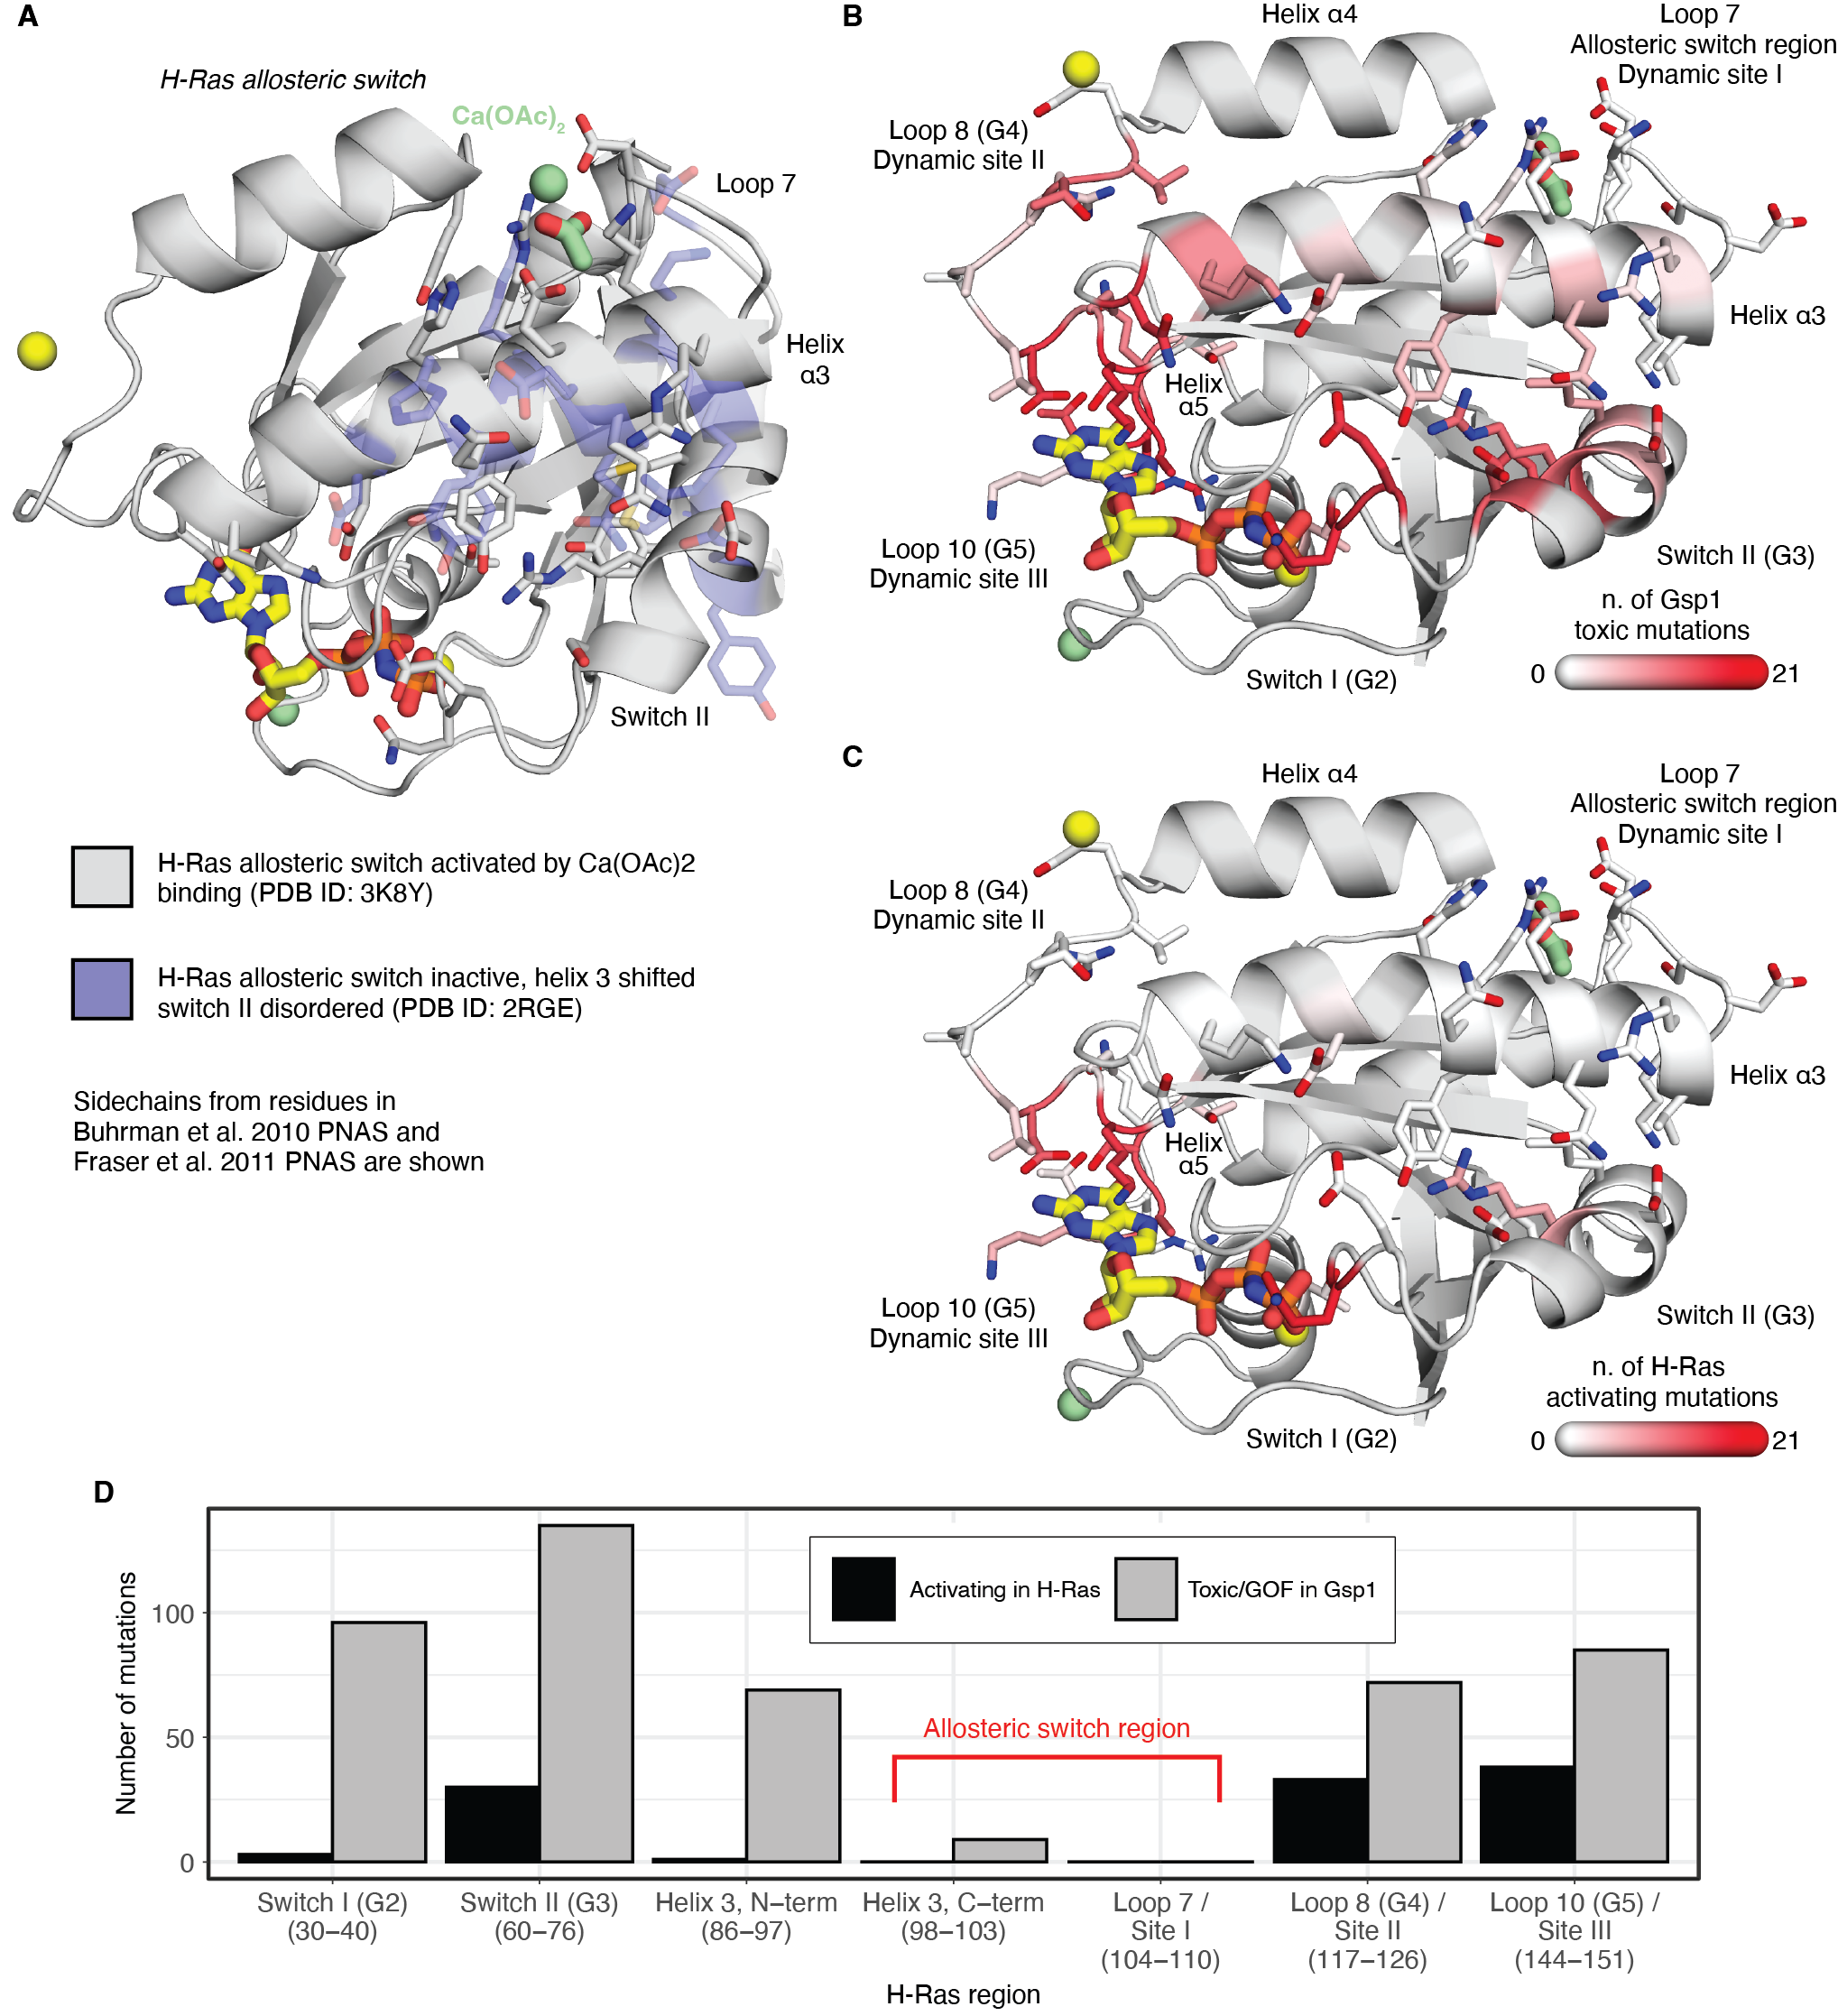 A
H-Ras allosteric switch
Ca(OAc)2
Loop 7
Helix
α3
Switch II
H-Ras allosteric switch activated by Ca(OAc)2
binding (PDB ID: 3K8Y)
H-Ras allosteric switch inactive, helix 3 shifted
switch II disordered (PDB ID: 2RGE)
Sidechains from residues in
Buhrman et al. 2010 PNAS and
Fraser et al. 2011 PNAS are shown
B
Helix α4
Loop 7
Allosteric switch region
Dynamic site I
Loop 8 (G4)
Dynamic site II
Helix α3
Helix
α5
Loop 10 (G5)
Dynamic site III
Switch II (G3)
Switch I (G2)
n. of Gsp1
toxic mutations
0 21
C
Helix α4
Loop 7
Allosteric switch region
Dynamic site I
Loop 8 (G4)
Dynamic site II
Helix α3
Helix
α5
Loop 10 (G5)
Dynamic site III
Switch II (G3)
Switch I (G2)
n. of H-Ras
activating mutations
0 21
D
Number of mutations
100
50
0
Activating in H-Ras
Toxic/GOF in Gsp1
Allosteric switch region
Switch I (G2)
(30–40)
Switch II (G3)
(60–76)
Helix 3, N–term
(86–97)
Helix 3, C–term
(98–103)
Loop 7 /
Site I
(104–110)
Loop 8 (G4) /
Site II
(117–126)
Loop 10 (G5) /
Site III
(144–151)
H-Ras region